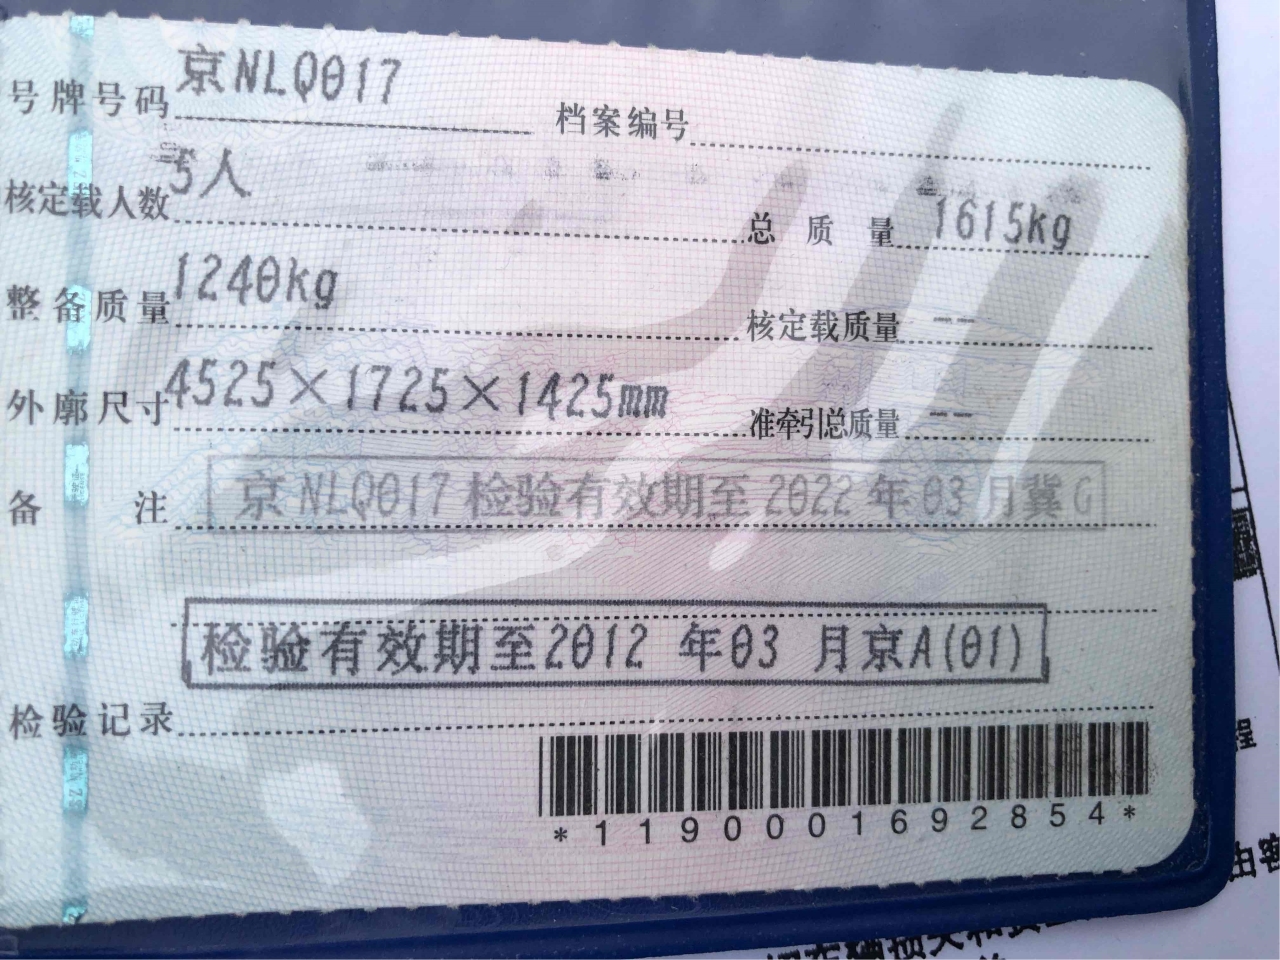 号牌号码 京NLQ017 档案编号
核定载人数 5人 总质量 1615kg
整备质量 1240kg 核定载质量 --
外廓尺寸 4525×1725×1425mm 准牵引总质量 --
备注 京NLQ017检验有效期至2022年03月冀G
检验有效期至2012 年03 月京A(01)
检验记录
*1190001692854*
程
由